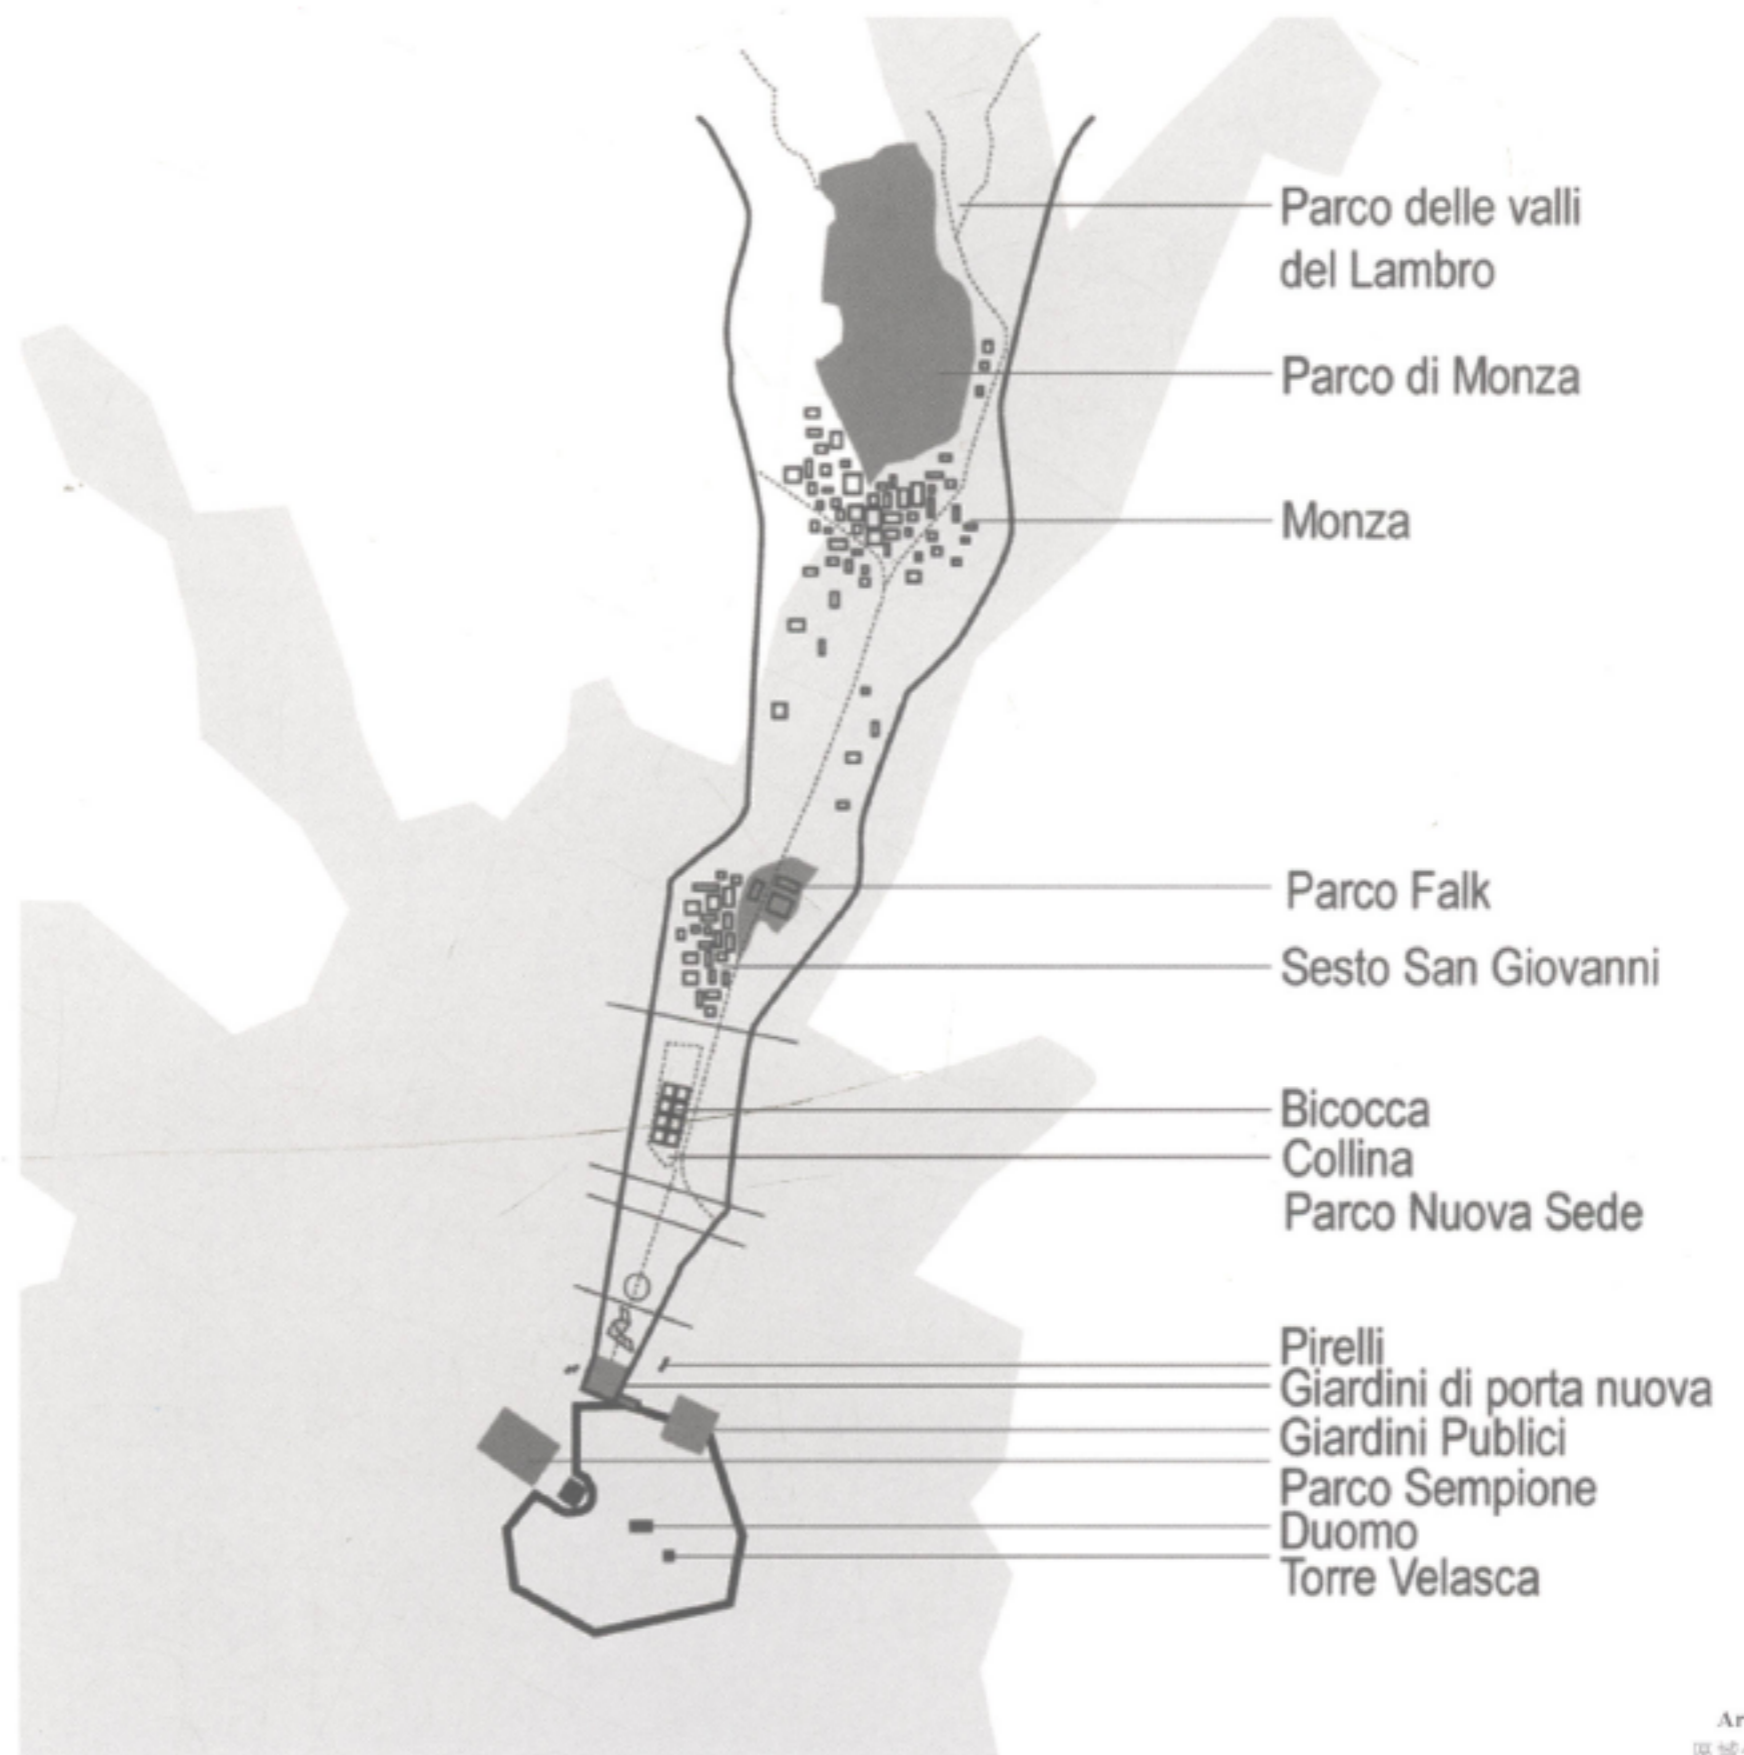 Parco delle valli
del Lambro
Parco di Monza
Monza
Parco Falk
Sesto San Giovanni
Bicocca
Collina
Parco Nuova Sede
Pirelli
Giardini di porta nuova
Giardini Publici
Parco Sempione
Duomo
Torre Velasca
Ar